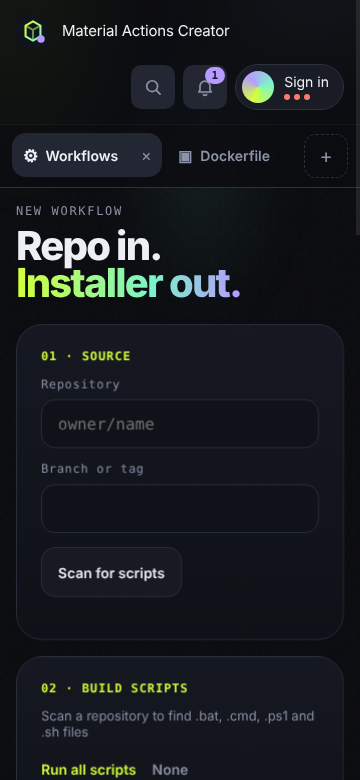 Material Actions Creator
1
Sign in
Workflows ×
Dockerfile
+
NEW WORKFLOW
Repo in.
Installer out.
01 · SOURCE
Repository
owner/name
Branch or tag
Scan for scripts
02 · BUILD SCRIPTS
Scan a repository to find .bat, .cmd, .ps1 and
.sh files
Run all scripts None